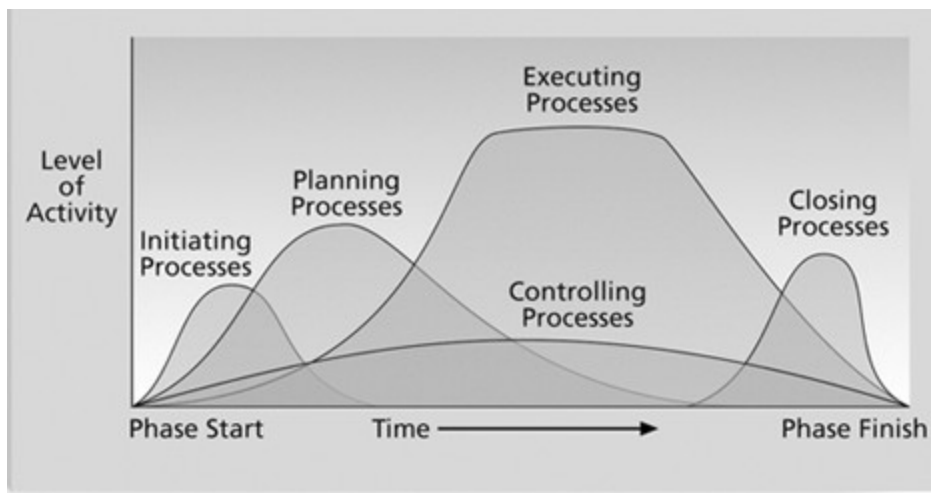 Executing
Processes
Level
of
Activity
Planning
Processes
Closing
Processes
Initiating
Processes
Controlling
Processes
Phase Start
Time
Phase Finish